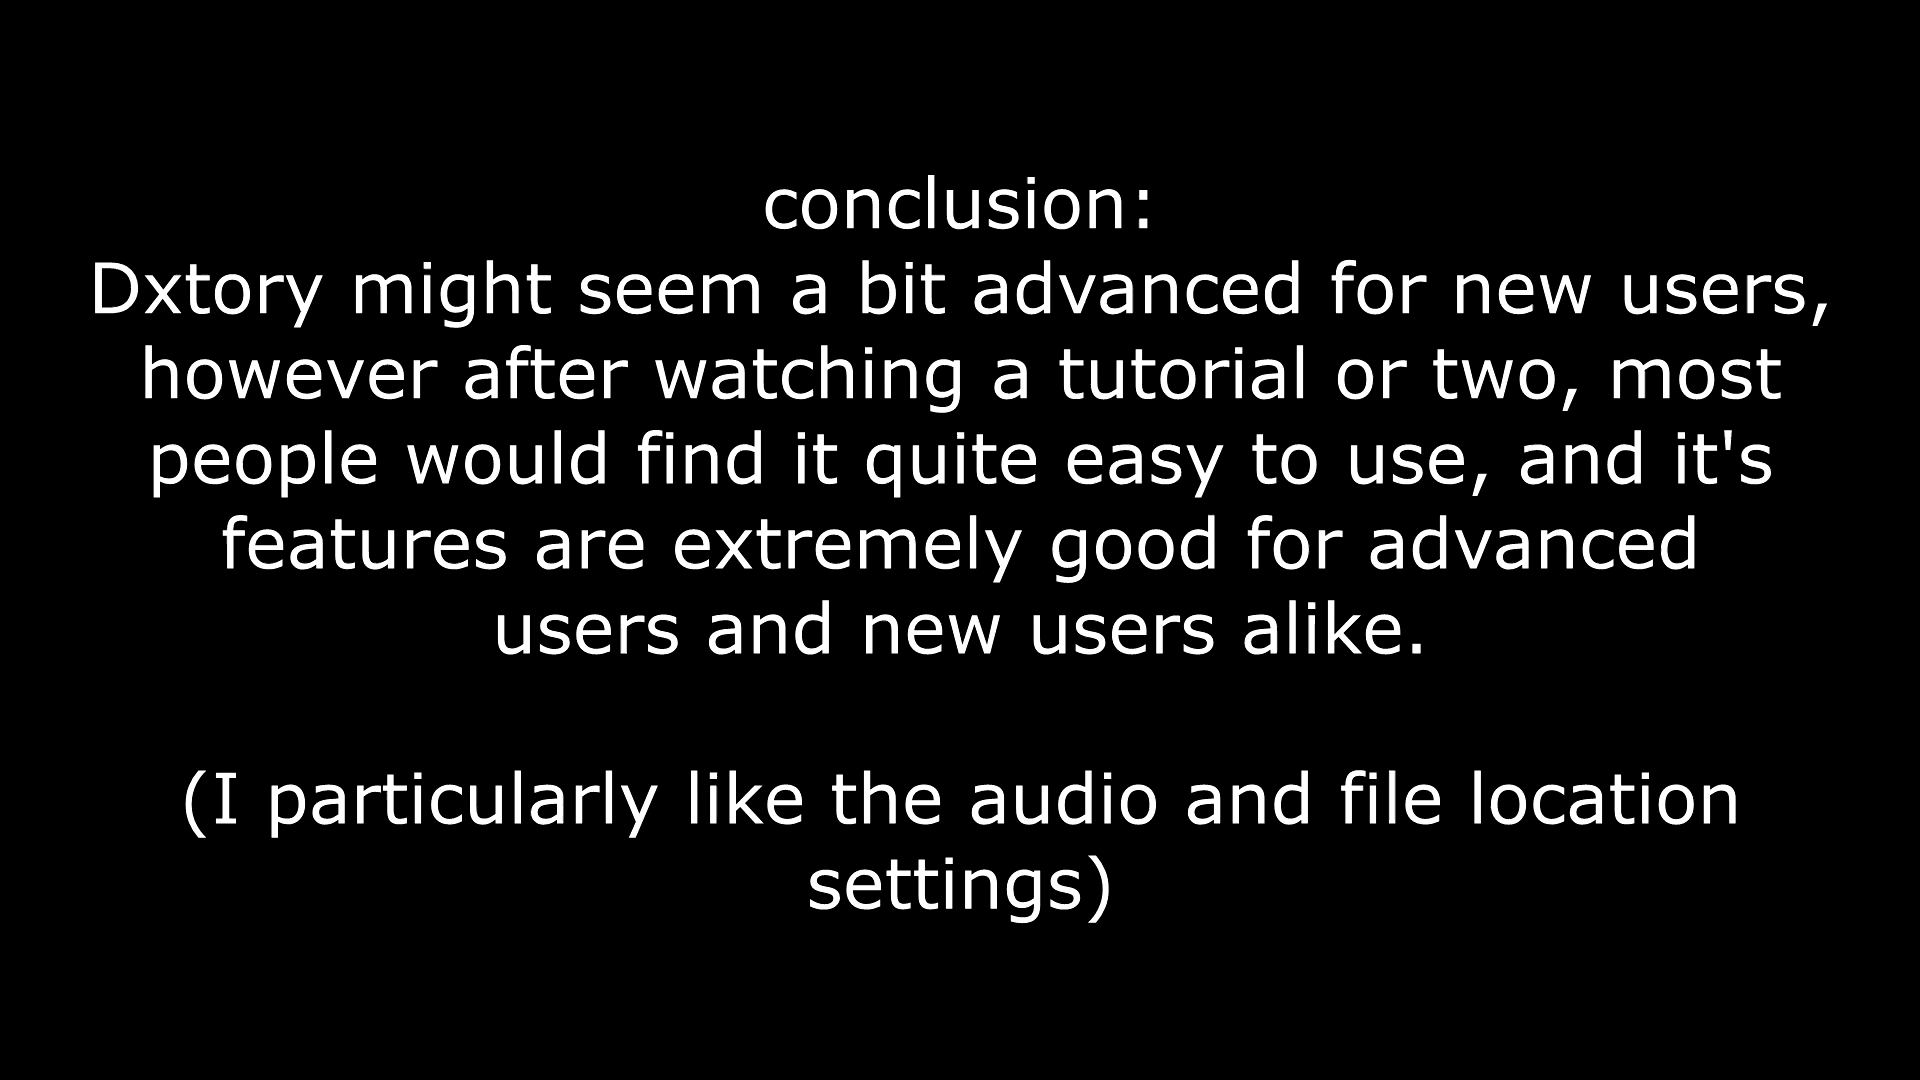 conclusion:
Dxtory might seem a bit advanced for new users,
however after watching a tutorial or two, most
people would find it quite easy to use, and it's
features are extremely good for advanced
users and new users alike.
(I particularly like the audio and file location
settings)